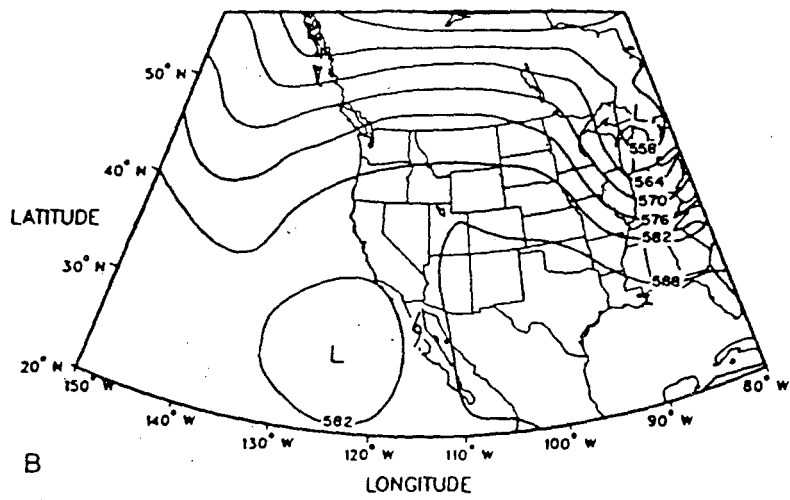 50° N
L
558
40° N
564
570
LATITUDE
576
582
30° N
588
L
20° N
150° W
80° W
140° W
582
90° W
130° W
100° W
120° W
110° W
B
LONGITUDE